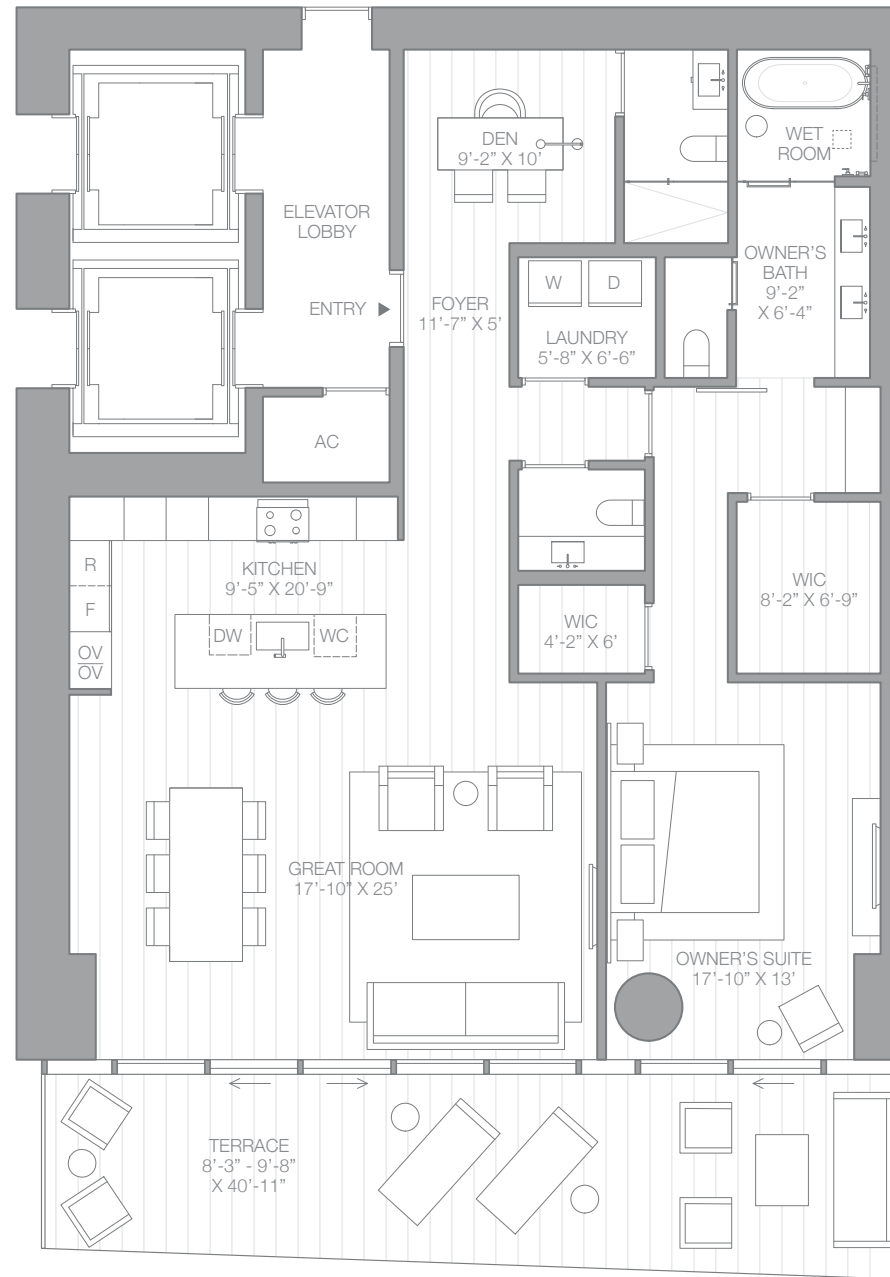 DEN
9'-2” X 10'
WET
ROOM
ELEVATOR
LOBBY
OWNER'S
BATH
9'-2”
X 6'-4”
W
D
ENTRY
FOYER
11'-7” X 5'
LAUNDRY
5'-8” X 6'-6”
AC
R
F
OV
OV
KITCHEN
9'-5” X 20'-9”
DW
WC
WIC
4'-2” X 6'
WIC
8'-2” X 6'-9”
GREAT ROOM
17'-10” X 25'
OWNER'S SUITE
17'-10” X 13'
TERRACE
8'-3” - 9'-8”
X 40'-11”